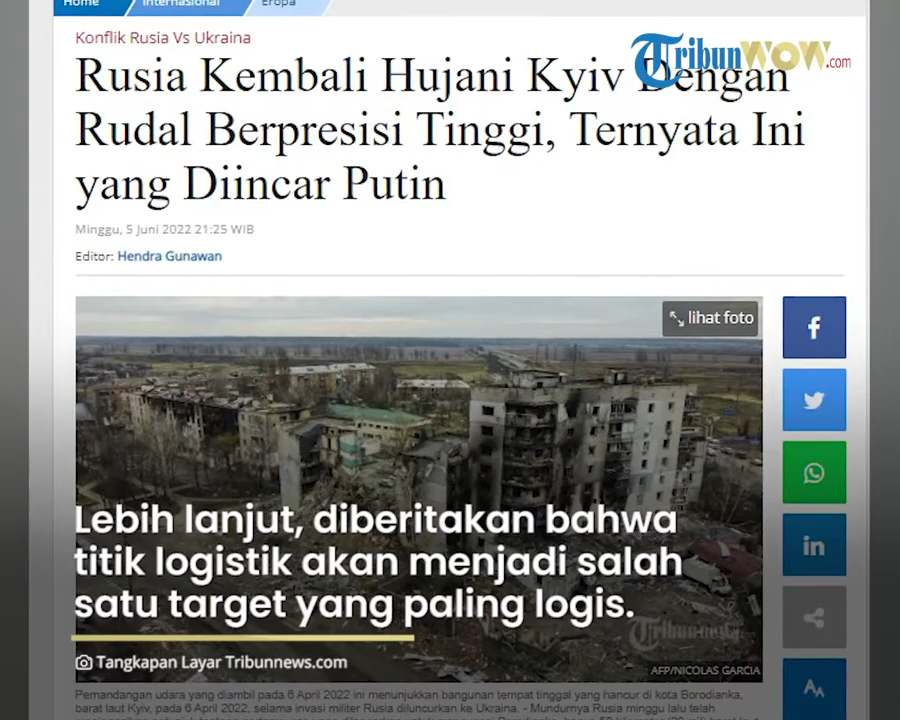 Home Internasional Eropa
Konflik Rusia Vs Ukraina
TribunWOW.com
Rusia Kembali Hujani Kyiv Dengan
Rudal Berpresisi Tinggi, Ternyata Ini
yang Diincar Putin
Minggu, 5 Juni 2022 21:25 WIB
Editor: Hendra Gunawan
lihat foto
Lebih lanjut, diberitakan bahwa
titik logistik akan menjadi salah
satu target yang paling logis.
Tangkapan Layar Tribunnews.com
AFP/NICOLAS GARCIA
Pemandangan udara yang diambil pada 6 April 2022 ini menunjukkan bangunan tempat tinggal yang hancur di kota Borodianka,
barat laut Kyiv, pada 6 April 2022, selama invasi militer Rusia diluncurkan ke Ukraina. - Mundurnya Rusia minggu lalu telah